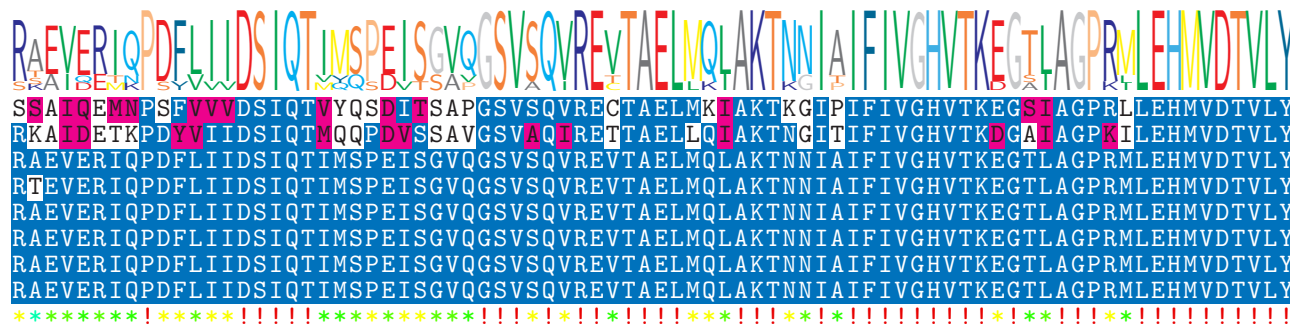 RAEVERIQPDFLIIDSIQTIMSPEISGVQGSVSQVREVTAELMQLAKTNNIAIFIVGHVTKEGTLAGPRMLEHMVDTVLY
SSAIQEMNPSFVVVDSIQTVYQSDITSAPGSVSQVRECTAELMKIAKTKGIPIFIVGHVTKEGSIAGPRLLEHMVDTVLY
RKAIDETKPDYVIIDSIQTMQQPDVSSAVGSVAQIRETTAELLQIAKTNGITIFIVGHVTKDGAIAGPKILEHMVDTVLY
RAEVERIQPDFLIIDSIQTIMSPEISGVQGSVSQVREVTAELMQLAKTNNIAIFIVGHVTKEGTLAGPRMLEHMVDTVLY
RTEVERIQPDFLIIDSIQTIMSPEISGVQGSVSQVREVTAELMQLAKTNNIAIFIVGHVTKEGTLAGPRMLEHMVDTVLY
RAEVERIQPDFLIIDSIQTIMSPEISGVQGSVSQVREVTAELMQLAKTNNIAIFIVGHVTKEGTLAGPRMLEHMVDTVLY
RAEVERIQPDFLIIDSIQTIMSPEISGVQGSVSQVREVTAELMQLAKTNNIAIFIVGHVTKEGTLAGPRMLEHMVDTVLY
RAEVERIQPDFLIIDSIQTIMSPEISGVQGSVSQVREVTAELMQLAKTNNIAIFIVGHVTKEGTLAGPRMLEHMVDTVLY
RAEVERIQPDFLIIDSIQTIMSPEISGVQGSVSQVREVTAELMQLAKTNNIAIFIVGHVTKEGTLAGPRMLEHMVDTVLY
********!*****!!!!!**********!!!*!*!!*!!!!***!!!**!*!!!!!!!!!*!**!!!**!!!!!!!!!!